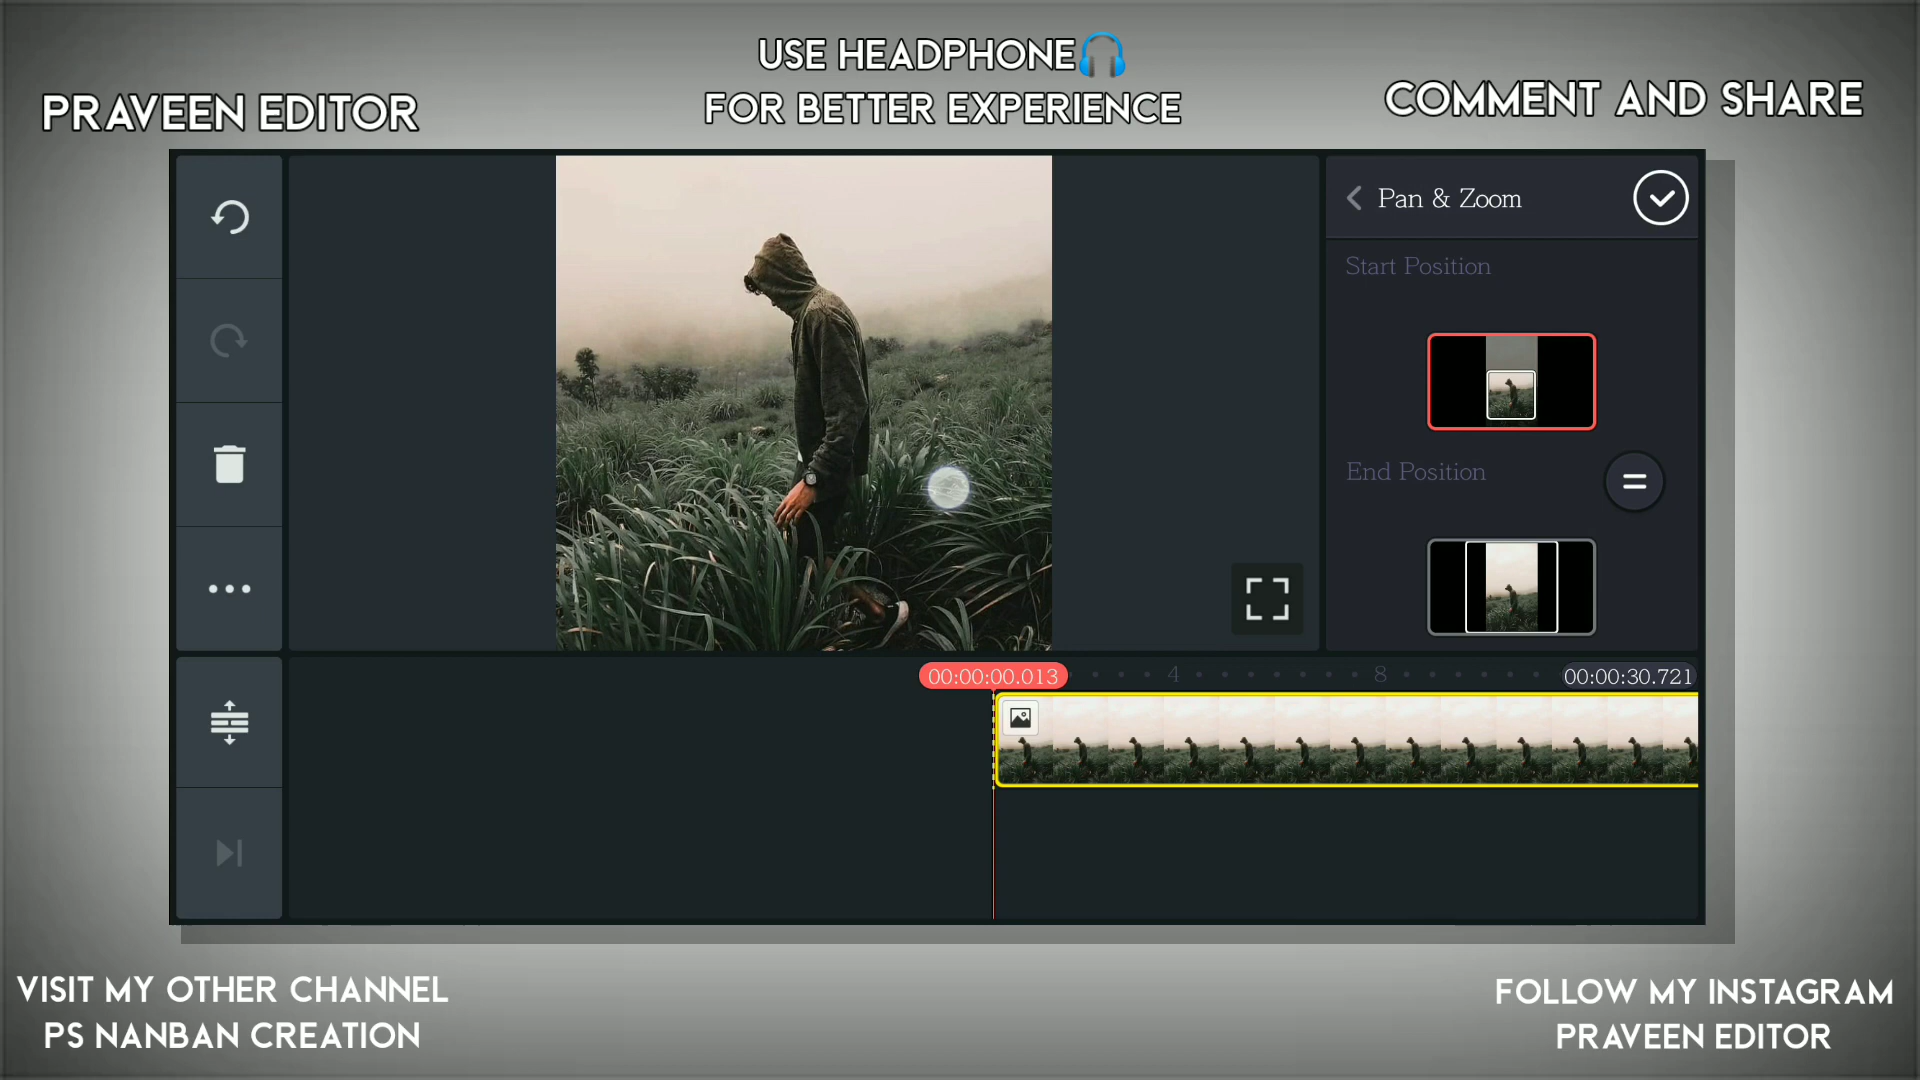 USE HEADPHONE
FOR BETTER EXPERIENCE
PRAVEEN EDITOR
COMMENT AND SHARE
Pan & Zoom
Start Position
End Position
00:00:00.013
4
8
00:00:30.721
VISIT MY OTHER CHANNEL
PS NANBAN CREATION
FOLLOW MY INSTAGRAM
PRAVEEN EDITOR